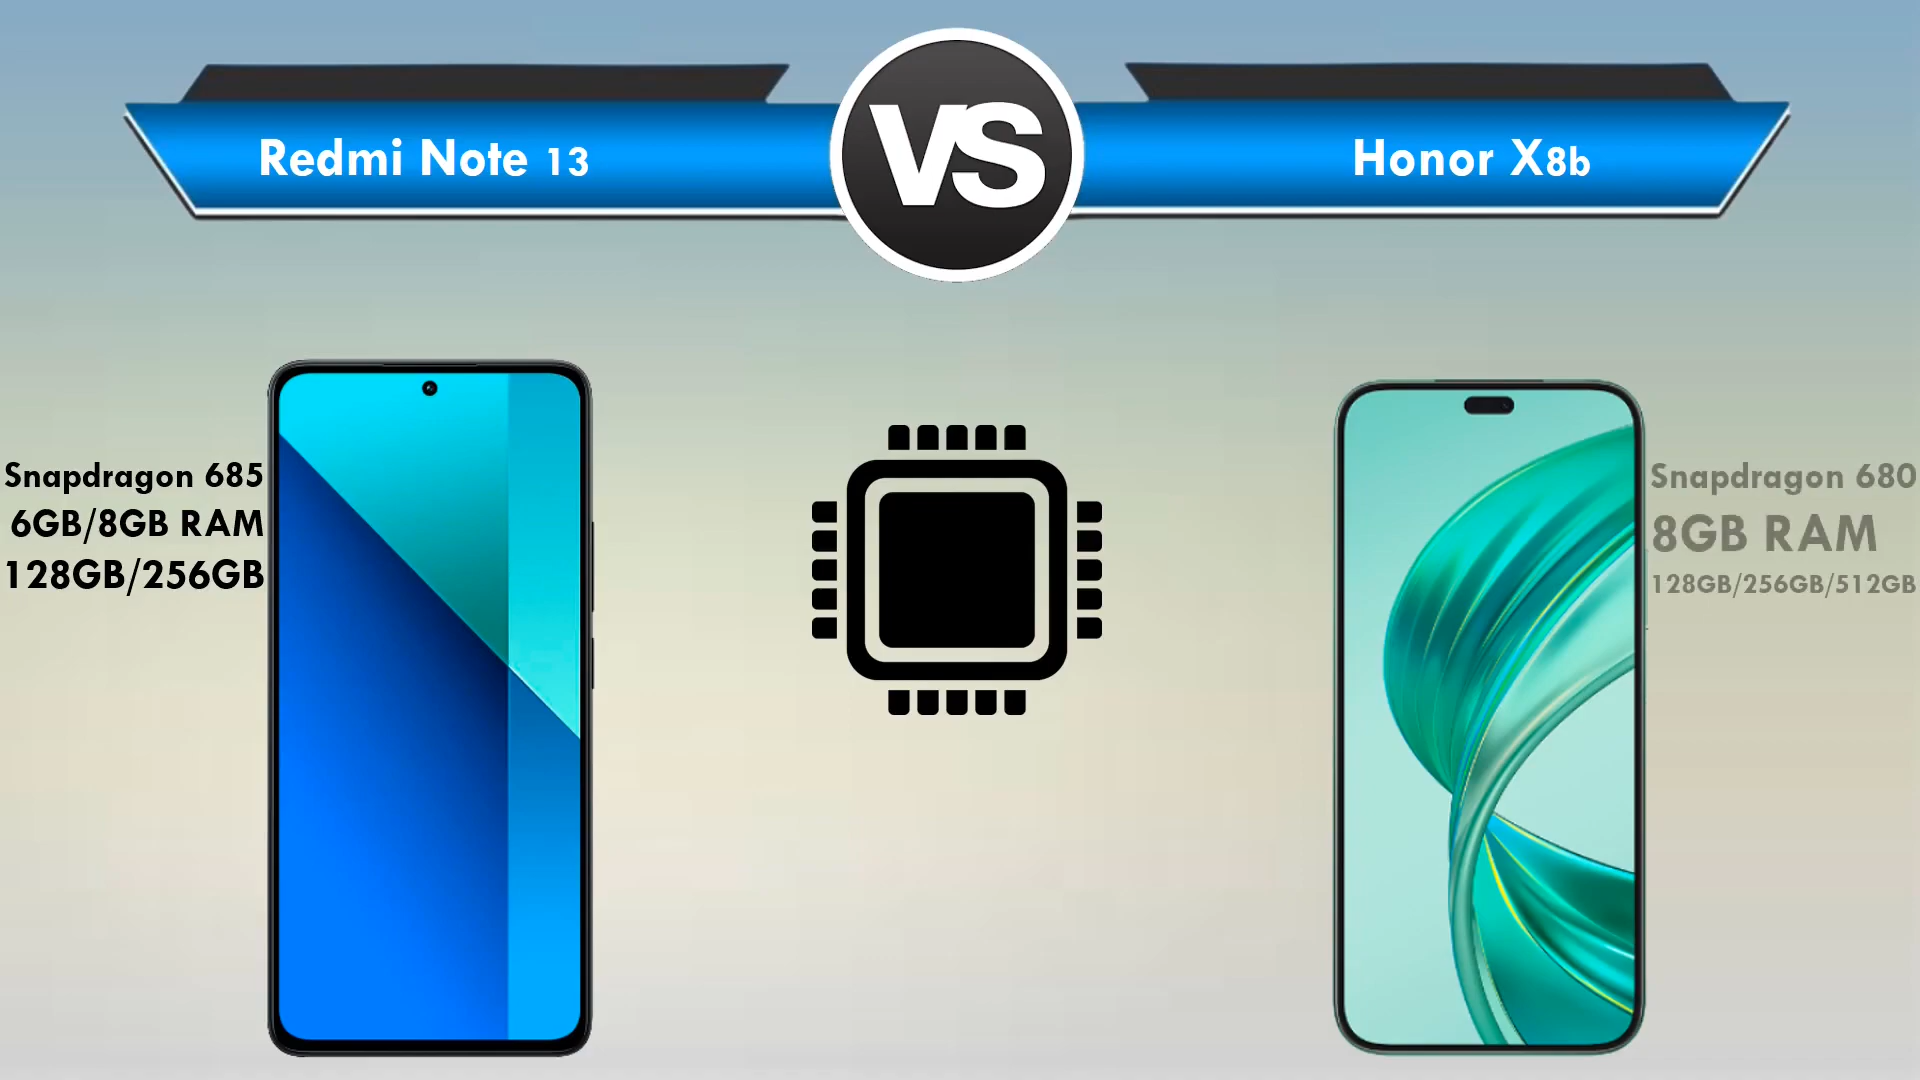 Redmi Note 13
VS
Honor X8b
Snapdragon 685
6GB/8GB RAM
128GB/256GB
Snapdragon 680
8GB RAM
128GB/256GB/512GB